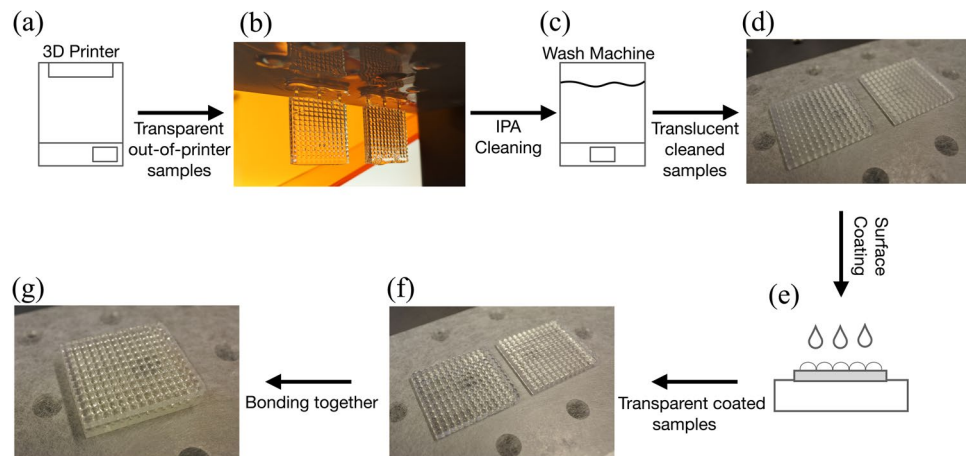 (a)
3D Printer
Transparent
out-of-printer
samples
(b)
IPA
Cleaning
(c)
Wash Machine
Translucent
cleaned
samples
(d)
Surface
Coating
(e)
Transparent coated
samples
(f)
Bonding together
(g)